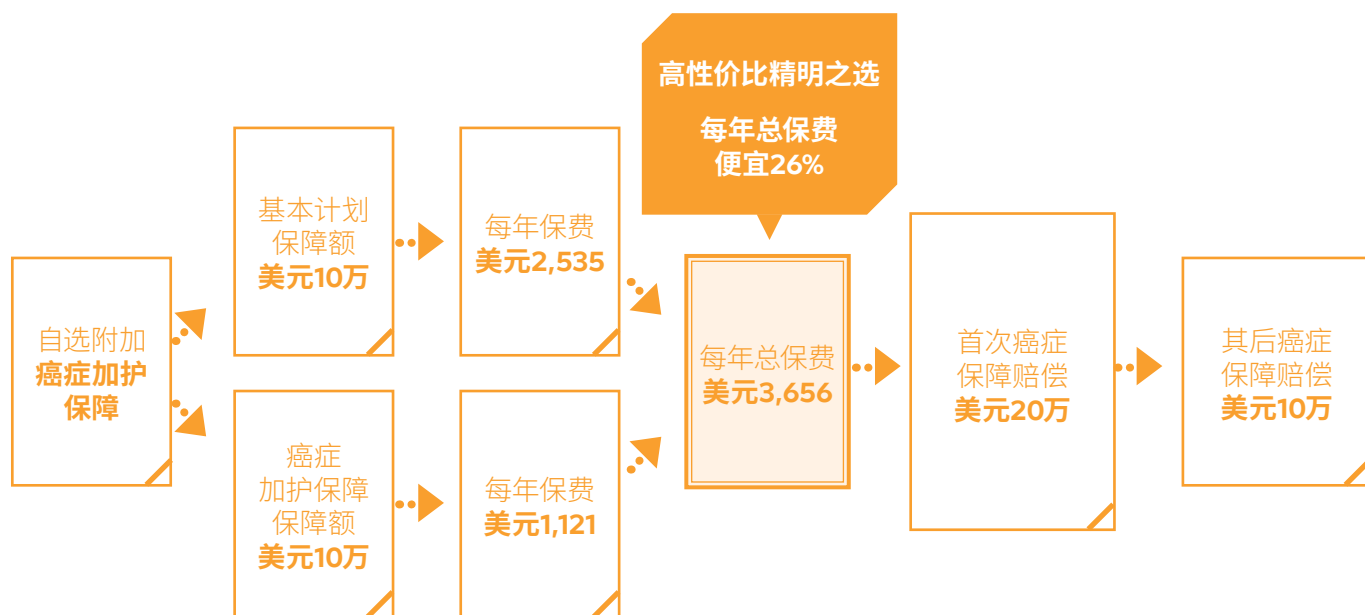 高性价比精明之选
每年总保费
便宜26%
自选附加
癌症加护
保障
基本计划
保障额
美元10万
每年保费
美元2,535
癌症
加护保障
保障额
美元10万
每年保费
美元1,121
每年总保费
美元3,656
首次癌症
保障赔偿
美元20万
其后癌症
保障赔偿
美元10万